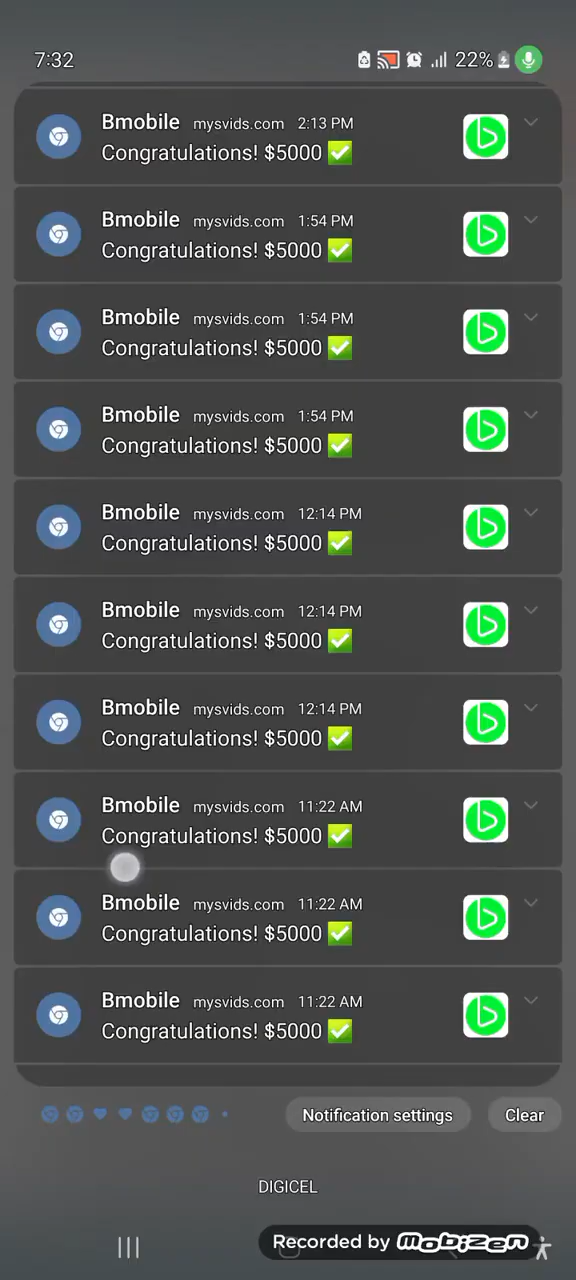 7:32 22%
Bmobile mysvids.com 2:13 PM
Congratulations! $5000 ✅
Bmobile mysvids.com 1:54 PM
Congratulations! $5000 ✅
Bmobile mysvids.com 1:54 PM
Congratulations! $5000 ✅
Bmobile mysvids.com 1:54 PM
Congratulations! $5000 ✅
Bmobile mysvids.com 12:14 PM
Congratulations! $5000 ✅
Bmobile mysvids.com 12:14 PM
Congratulations! $5000 ✅
Bmobile mysvids.com 12:14 PM
Congratulations! $5000 ✅
Bmobile mysvids.com 11:22 AM
Congratulations! $5000 ✅
Bmobile mysvids.com 11:22 AM
Congratulations! $5000 ✅
Bmobile mysvids.com 11:22 AM
Congratulations! $5000 ✅
Notification settings Clear
DIGICEL
Recorded by mobizen